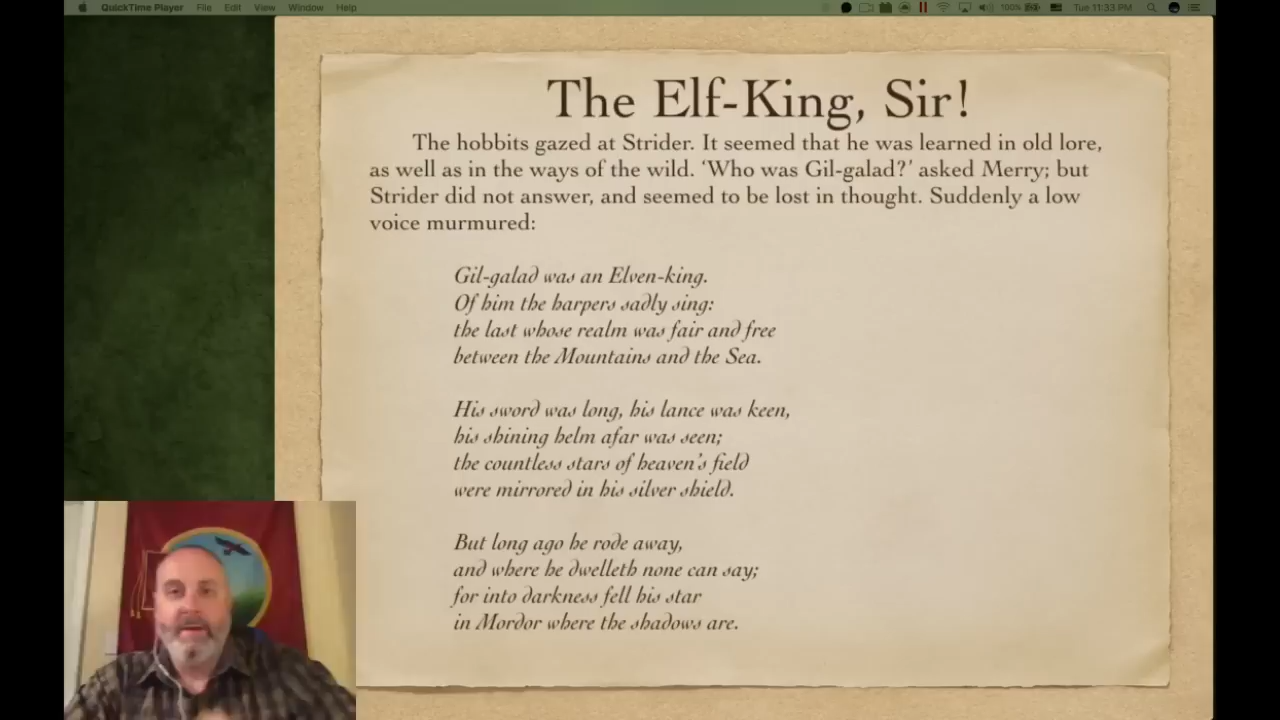 QuickTime Player File Edit View Window Help 100% Tue 11:33 PM
The Elf-King, Sir!
The hobbits gazed at Strider. It seemed that he was learned in old lore,
as well as in the ways of the wild. ‘Who was Gil-galad?’ asked Merry; but
Strider did not answer, and seemed to be lost in thought. Suddenly a low
voice murmured:
Gil-galad was an Elven-king.
Of him the harpers sadly sing:
the last whose realm was fair and free
between the Mountains and the Sea.
His sword was long, his lance was keen,
his shining helm afar was seen;
the countless stars of heaven’s field
were mirrored in his silver shield.
But long ago he rode away,
and where he dwelleth none can say;
for into darkness fell his star
in Mordor where the shadows are.